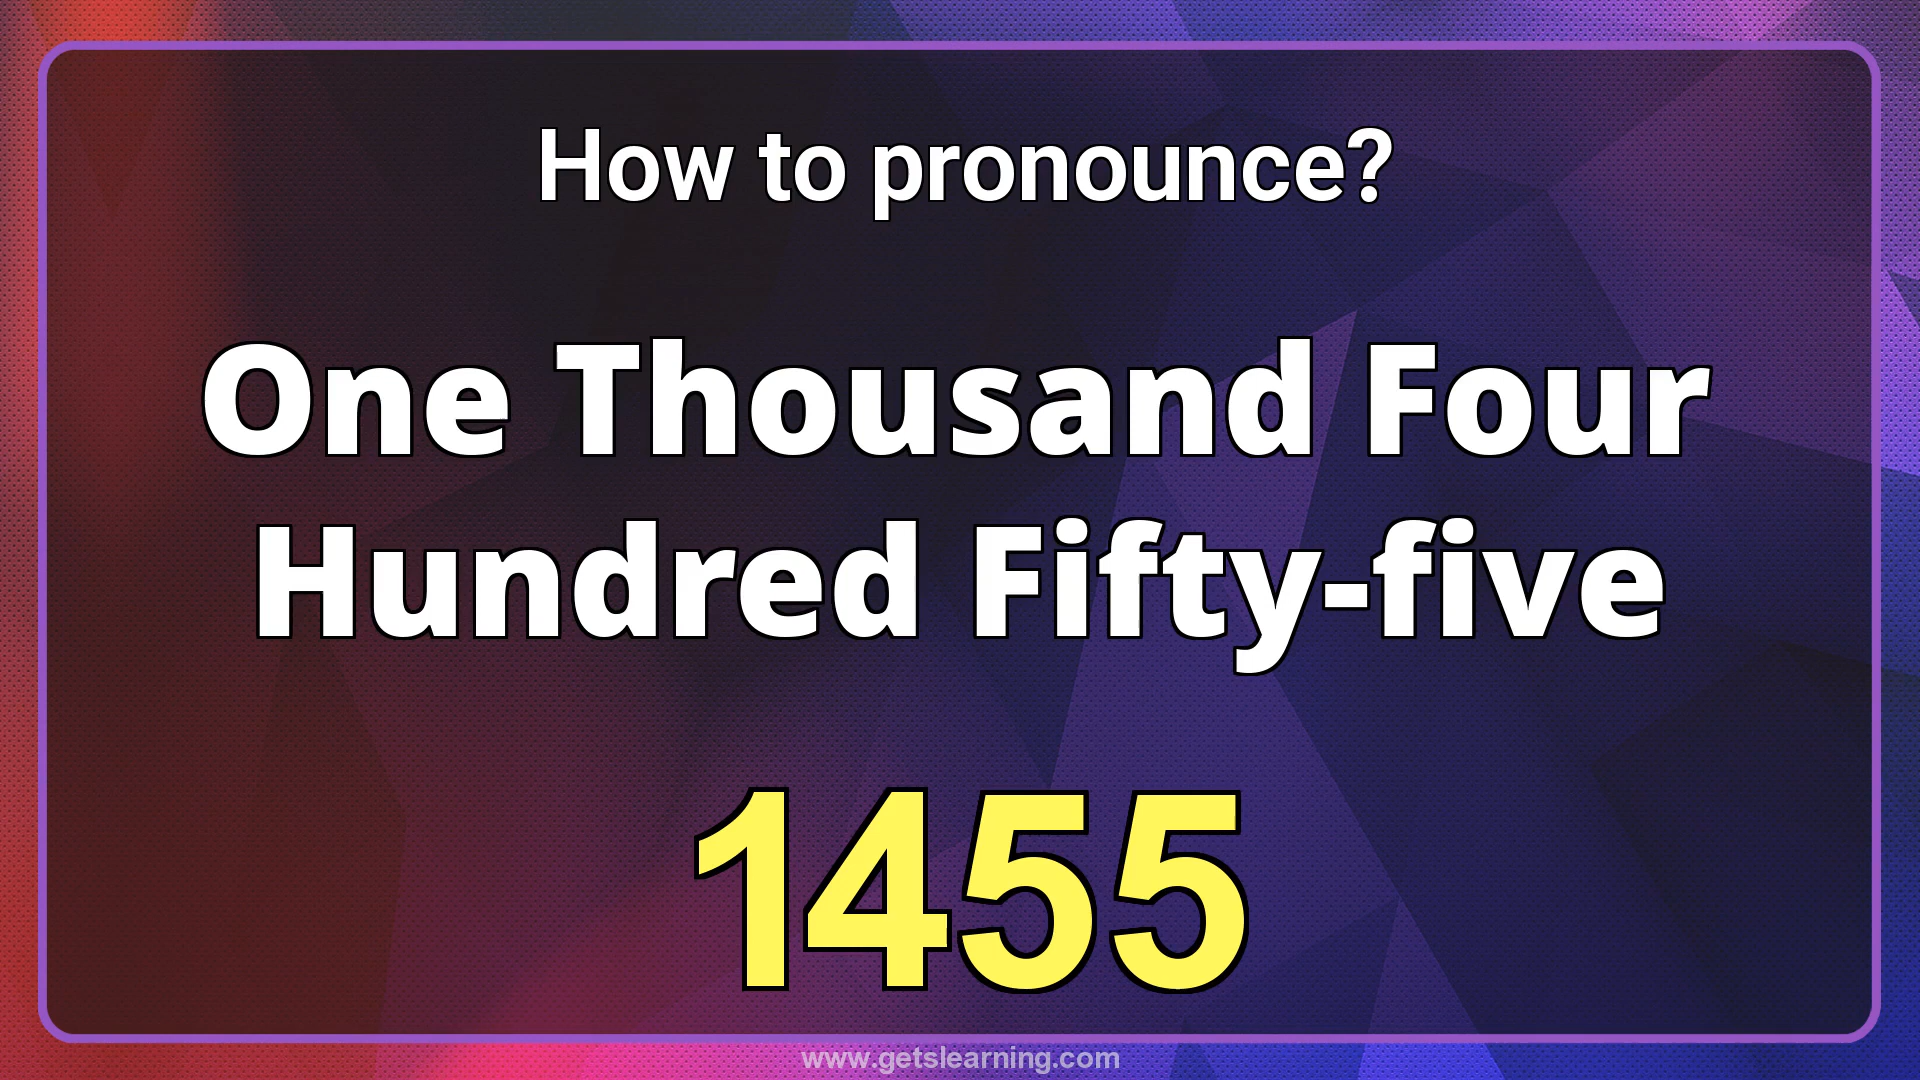 How to pronounce?
One Thousand Four
Hundred Fifty-five
1455
www.getslearning.com